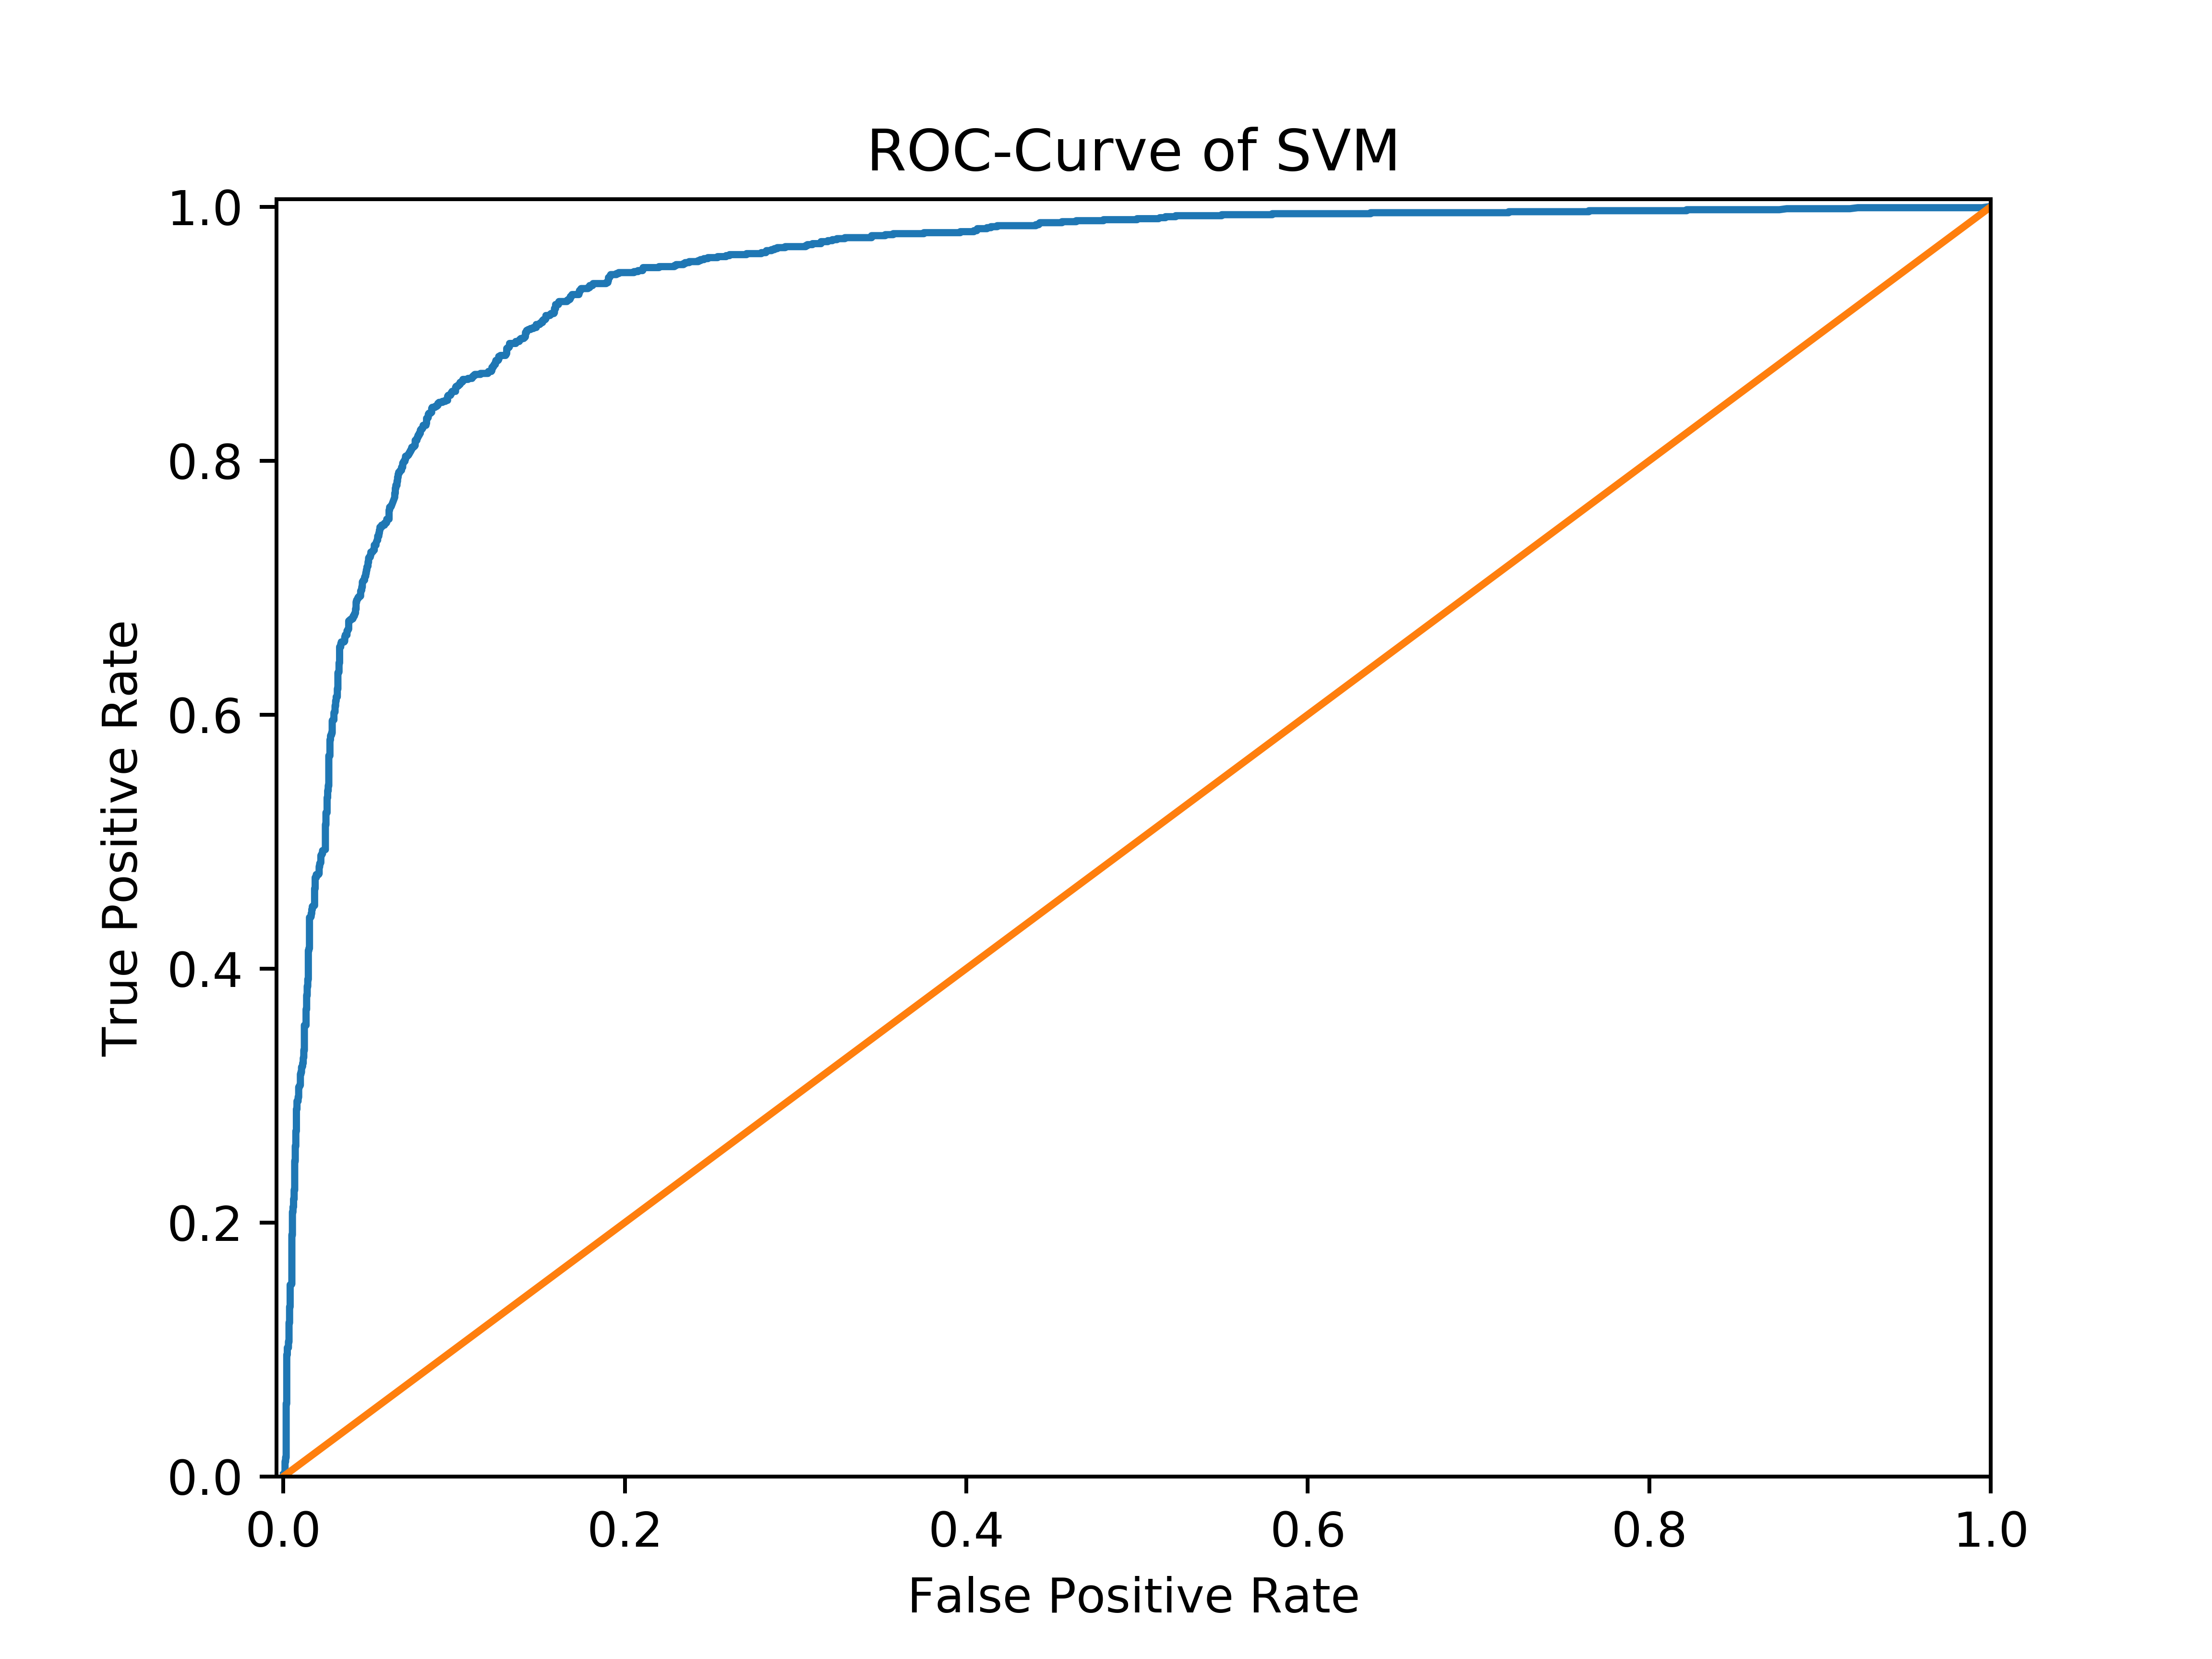 ROC-Curve of SVM
1.0
0.8
0.6
0.4
0.2
0.0
True Positive Rate
0.0 0.2 0.4 0.6 0.8 1.0
False Positive Rate